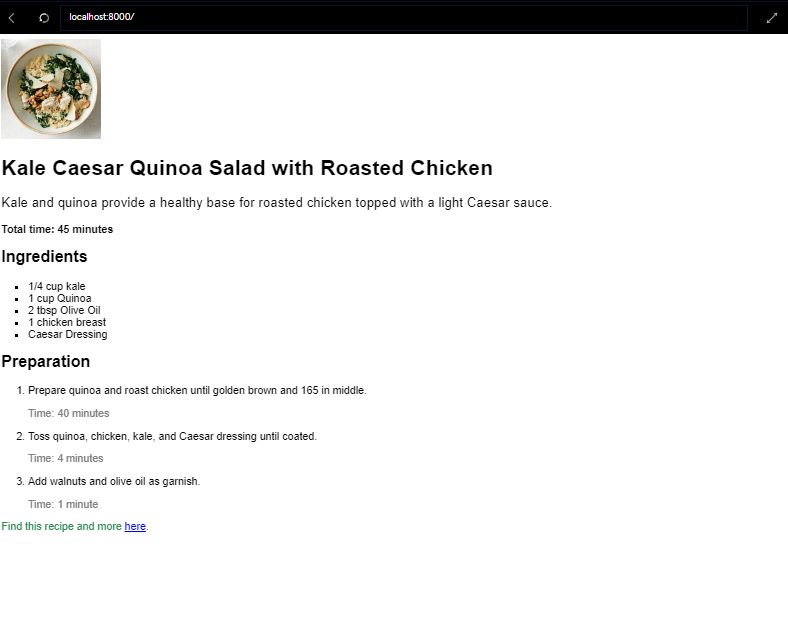 localhost:8000/
Kale Caesar Quinoa Salad with Roasted Chicken
Kale and quinoa provide a healthy base for roasted chicken topped with a light Caesar sauce.
Total time: 45 minutes
Ingredients
1/4 cup kale
1 cup Quinoa
2 tbsp Olive Oil
1 chicken breast
Caesar Dressing
Preparation
1. Prepare quinoa and roast chicken until golden brown and 165 in middle.
Time: 40 minutes
2. Toss quinoa, chicken, kale, and Caesar dressing until coated.
Time: 4 minutes
3. Add walnuts and olive oil as garnish.
Time: 1 minute
Find this recipe and more here.